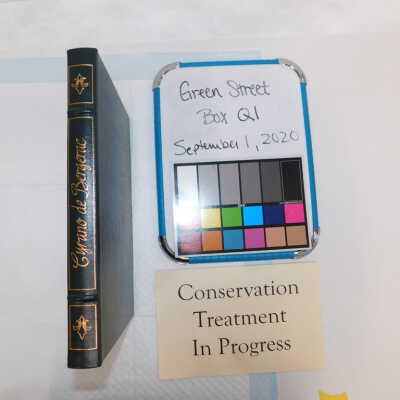 Cyrano de Bergerac
Green Street
Box Q1
September 1, 2020
Conservation
Treatment
In Progress